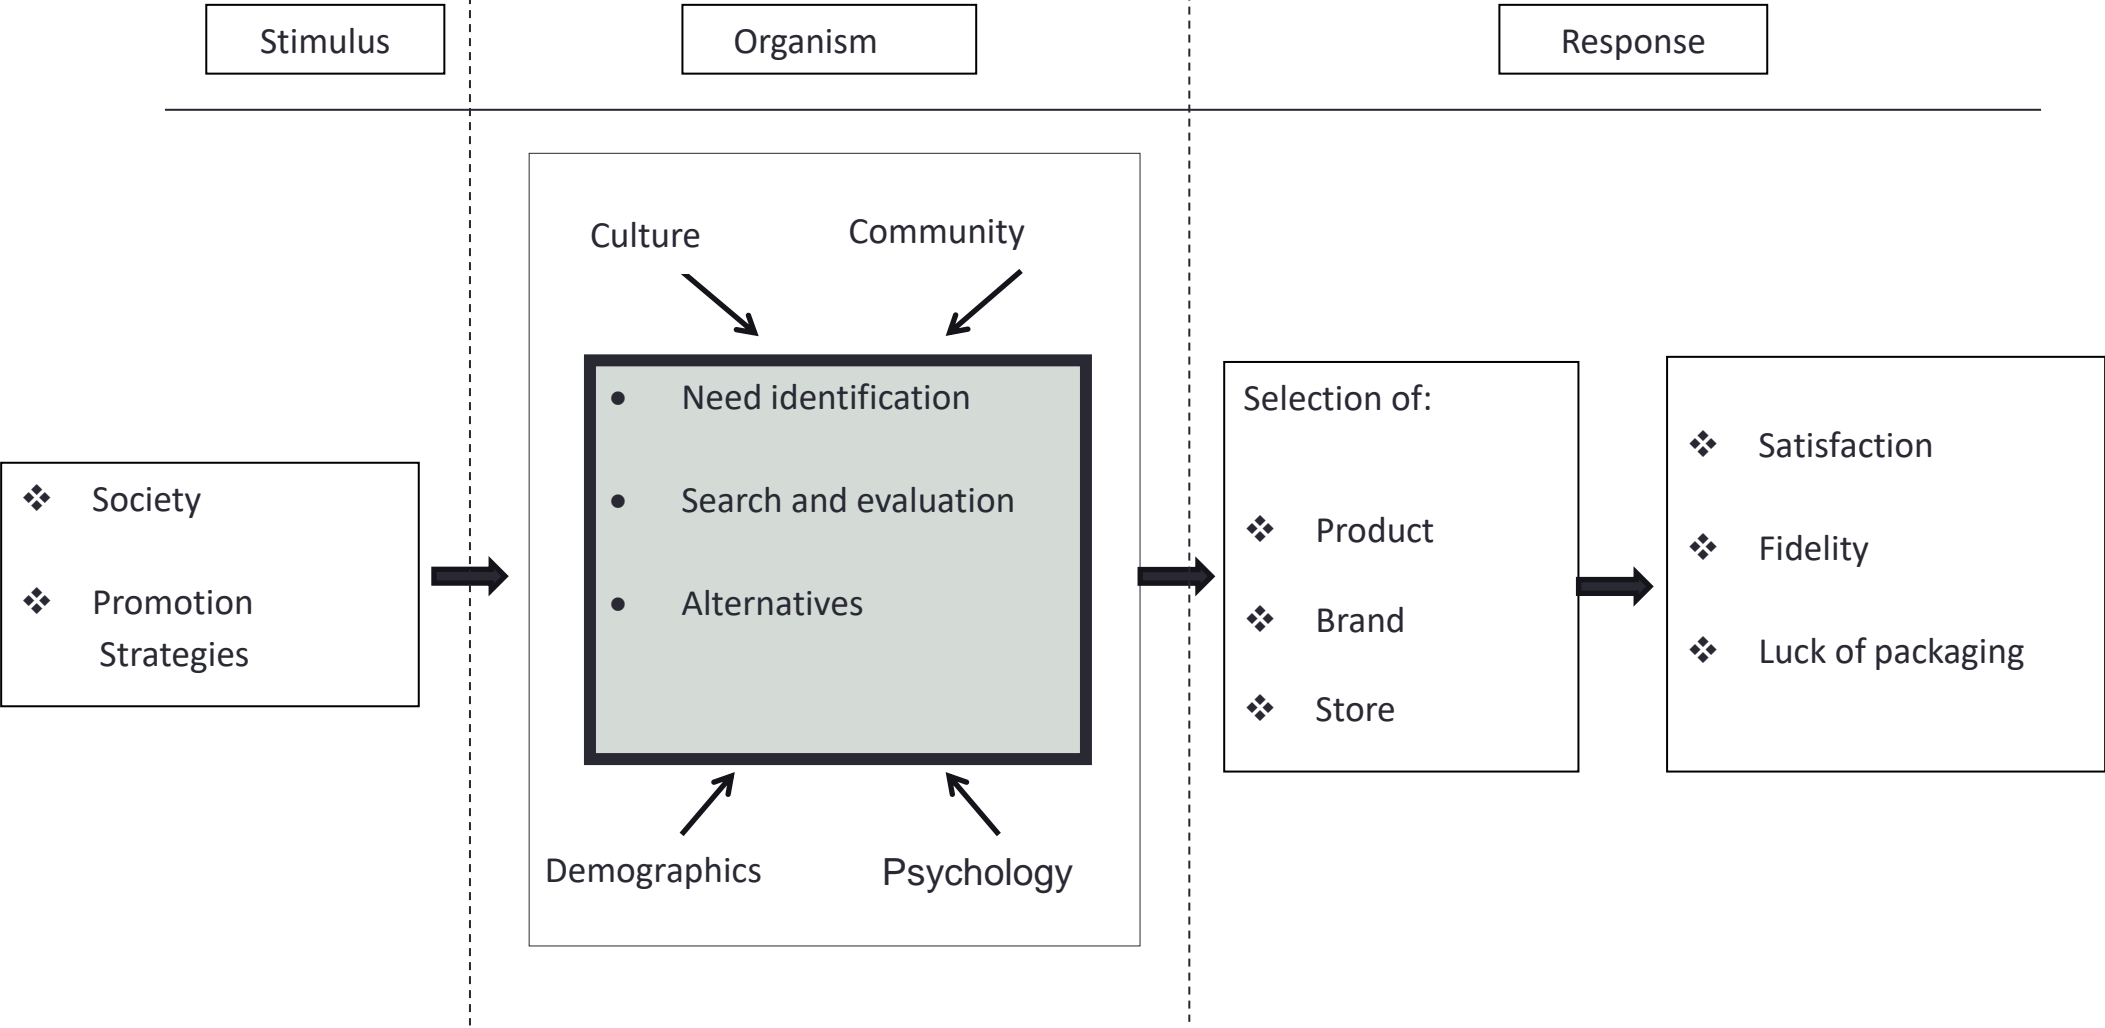 Stimulus
Organism
Response
Culture
Community
Society
Promotion
Strategies
Need identification
Search and evaluation
Alternatives
Demographics
Psychology
Selection of:
Product
Brand
Store
Satisfaction
Fidelity
Luck of packaging